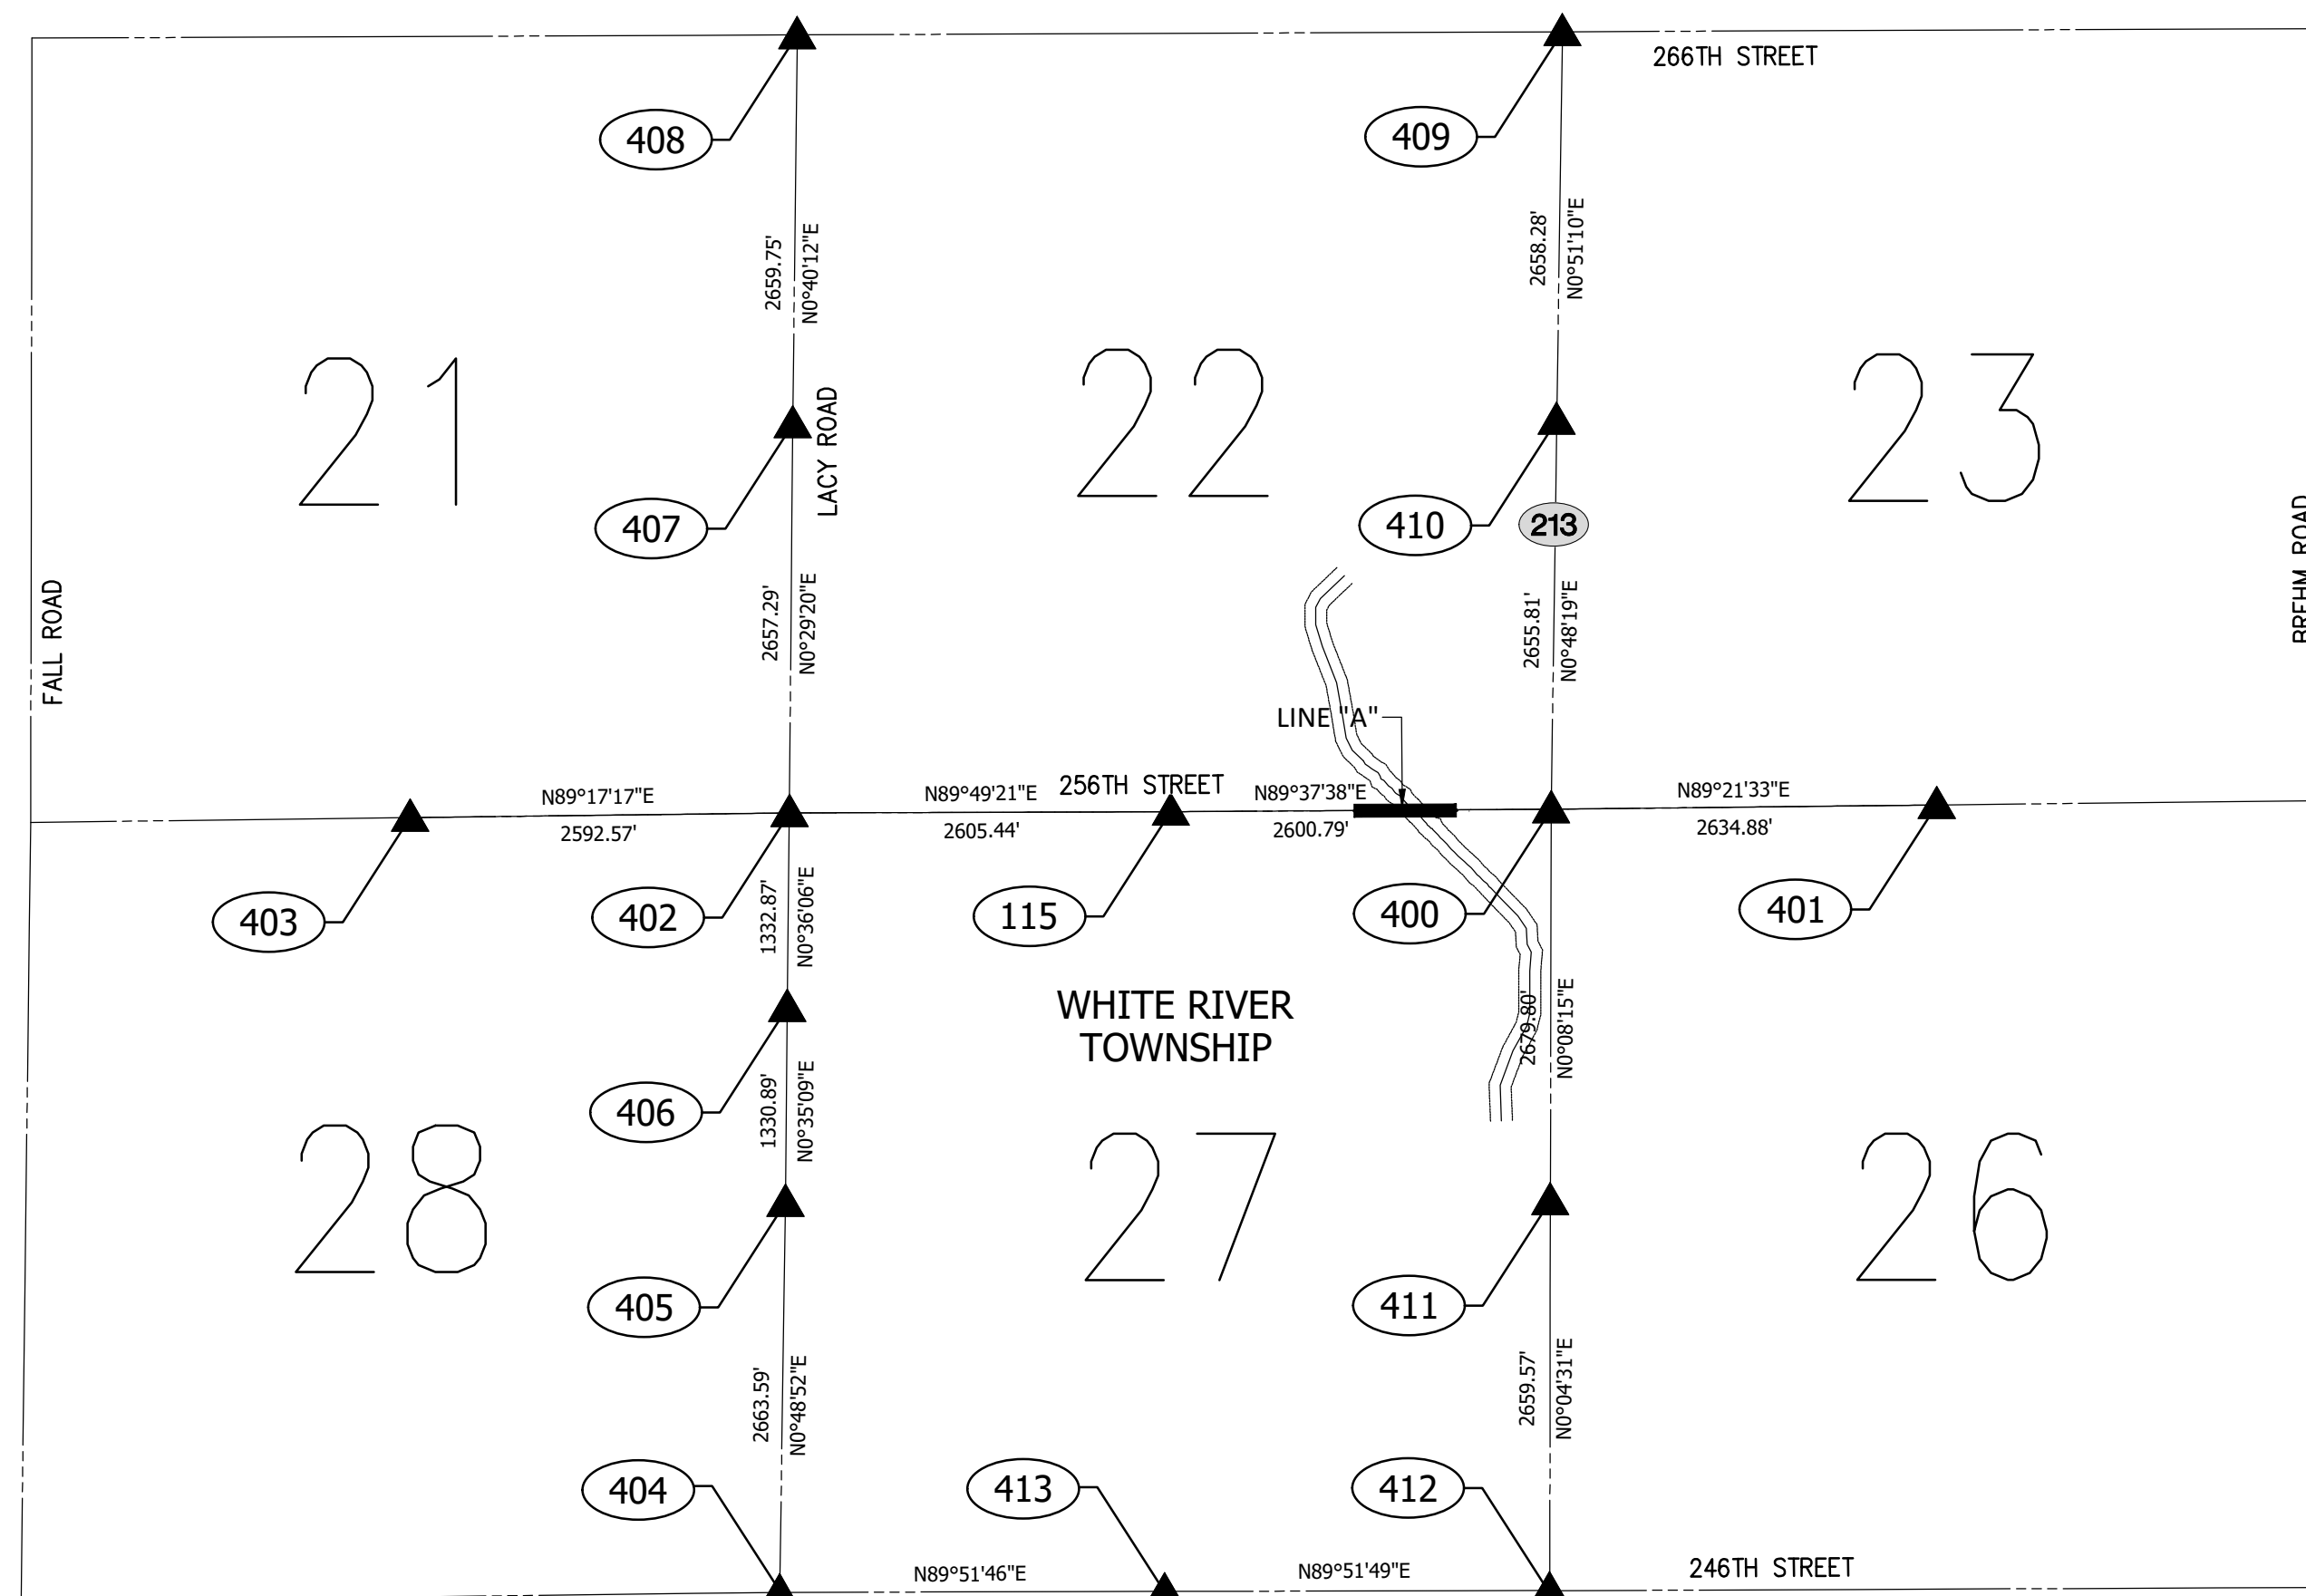 266TH STREET
408
409
2659.75'
N0°40'12"E
2658.28'
N0°51'10"E
21
22
23
LACY ROAD
407
410
213
FALL ROAD
BREHM ROAD
2657.29'
N0°29'20"E
2655.81'
N0°48'19"E
LINE "A"
N89°17'17"E
2592.57'
N89°49'21"E
2605.44'
256TH STREET
N89°37'38"E
2600.79'
N89°21'33"E
2634.88'
403
402
115
400
401
1332.87'
N0°36'06"E
WHITE RIVER
TOWNSHIP
2679.80'
N0°08'15"E
406
1330.89'
N0°35'09"E
28
27
26
405
411
2663.59'
N0°48'52"E
2659.57'
N0°04'31"E
404
413
412
N89°51'46"E
N89°51'49"E
246TH STREET